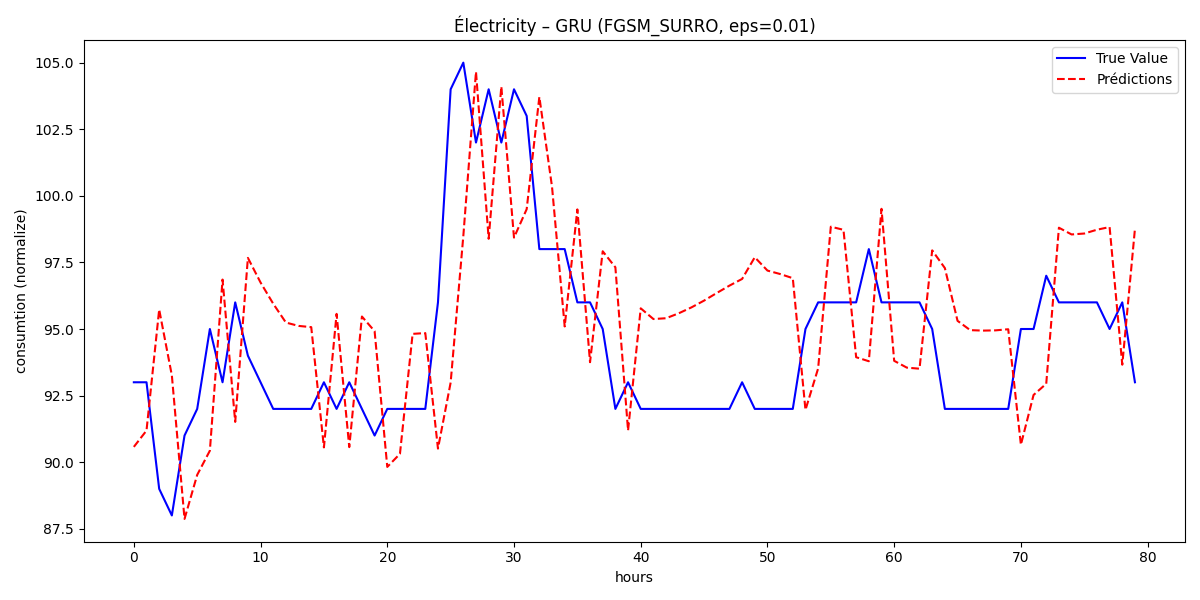 Électricity – GRU (FGSM_SURRO, eps=0.01)
True Value
Prédictions
consumtion (normalize)
105.0
102.5
100.0
97.5
95.0
92.5
90.0
87.5
0 10 20 30 40 50 60 70 80
hours